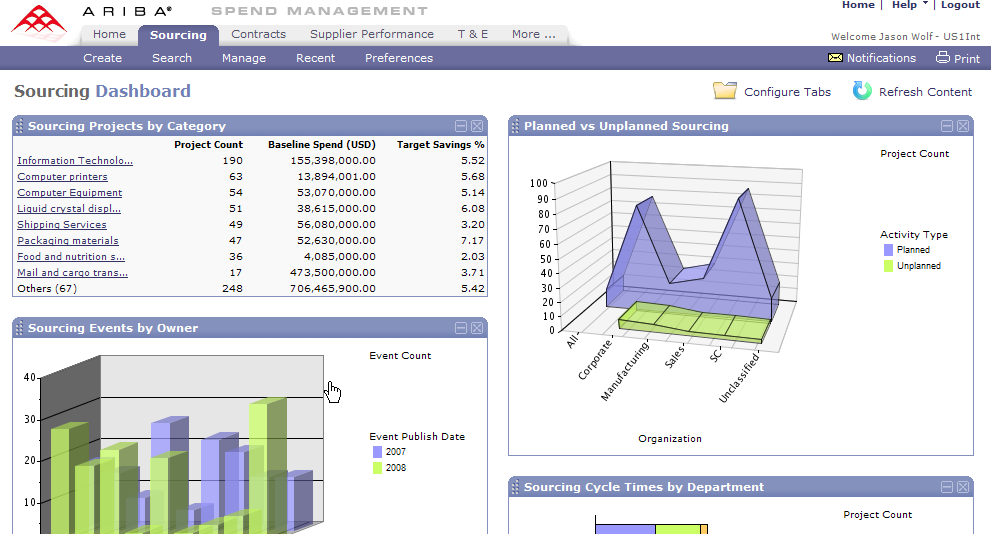 ARIBA® SPEND MANAGEMENT
Home | Help | Logout
Home Sourcing Contracts Supplier Performance T & E More ...
Welcome Jason Wolf - US1Int
Create Search Manage Recent Preferences Notifications Print
Sourcing Dashboard
Configure Tabs Refresh Content
Sourcing Projects by Category
Project Count Baseline Spend (USD) Target Savings %
Information Technolo... 190 155,398,000.00 5.52
Computer printers 63 13,894,001.00 5.68
Computer Equipment 54 53,070,000.00 5.14
Liquid crystal displ... 51 38,615,000.00 6.08
Shipping Services 49 56,080,000.00 3.20
Packaging materials 47 52,630,000.00 7.17
Food and nutrition s... 36 4,085,000.00 2.03
Mail and cargo trans... 17 473,500,000.00 3.71
Others (67) 248 706,465,900.00 5.42
Planned vs Unplanned Sourcing
Project Count
100
90
80
70
60
50
40
30
20
10
0
All
Corporate
Manufacturing
Sales
SC
Unclassified
Organization
Activity Type
Planned
Unplanned
Sourcing Events by Owner
Event Count
40
30
20
10
Event Publish Date
2007
2008
Sourcing Cycle Times by Department
Project Count